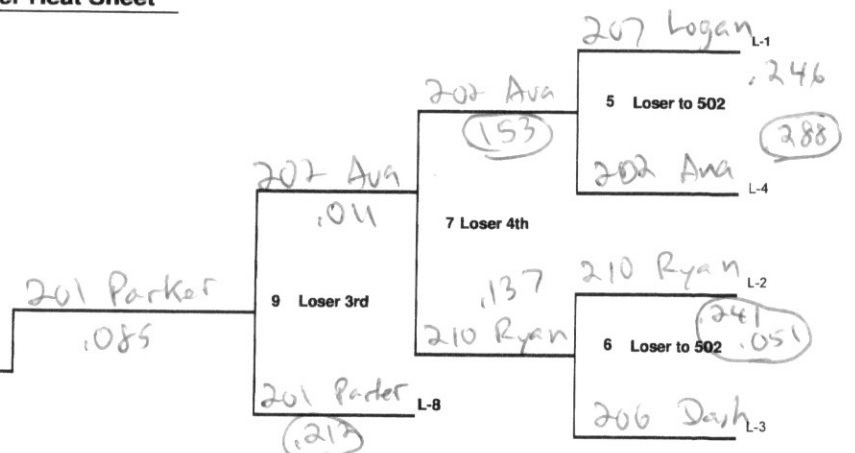 er Heat Sheet
207 Logan L-1
.246
202 Ava
153
5 Loser to 502
288
202 Ava
202 Ava L-4
.011
7 Loser 4th
201 Parker
.085
9 Loser 3rd
.137
210 Ryan L-2
.241
.051
210 Ryan
6 Loser to 502
201 Parker L-8
.213
206 Dash L-3